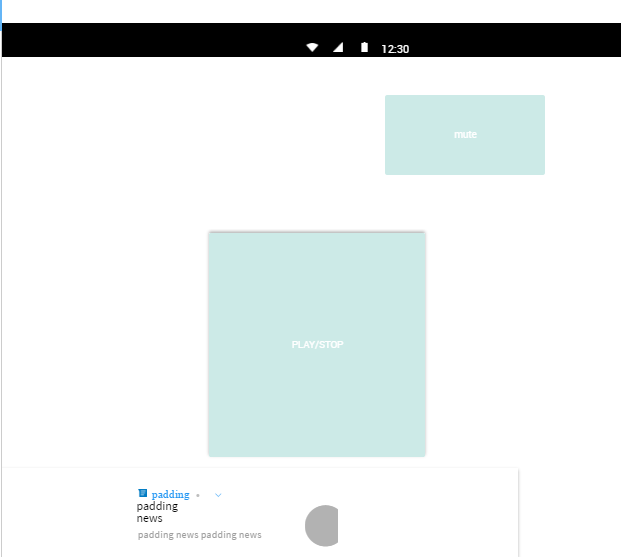 12:30
mute
PLAY/STOP
padding
padding
news
padding news padding news